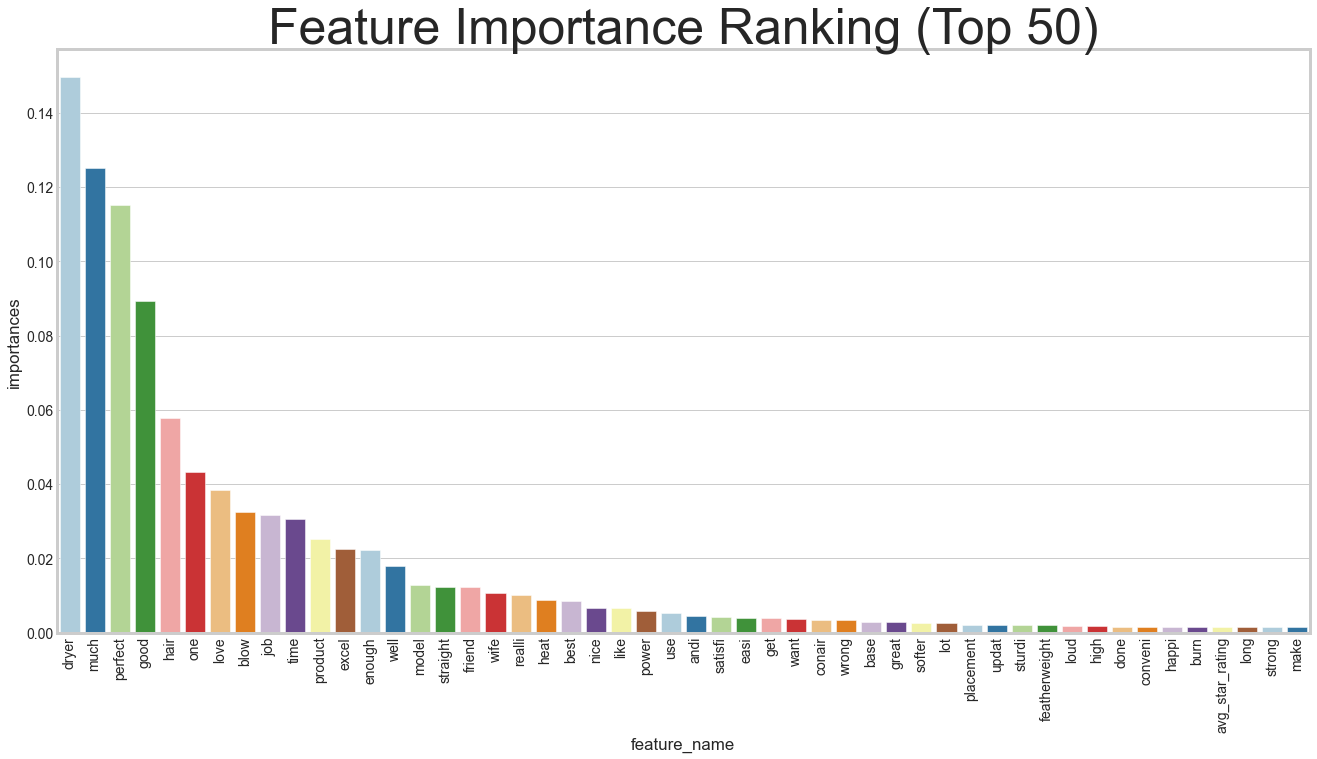 Feature Importance Ranking (Top 50)
importances
0.14
0.12
0.10
0.08
0.06
0.04
0.02
0.00
dryer
much
perfect
good
hair
one
love
blow
job
time
product
excel
enough
well
model
straight
friend
wife
realli
heat
best
nice
like
power
use
andi
satisfi
easi
get
want
conair
wrong
base
great
softer
lot
placement
updat
sturdi
featherweight
loud
high
done
conveni
happi
burn
avg_star_rating
long
strong
make
feature_name